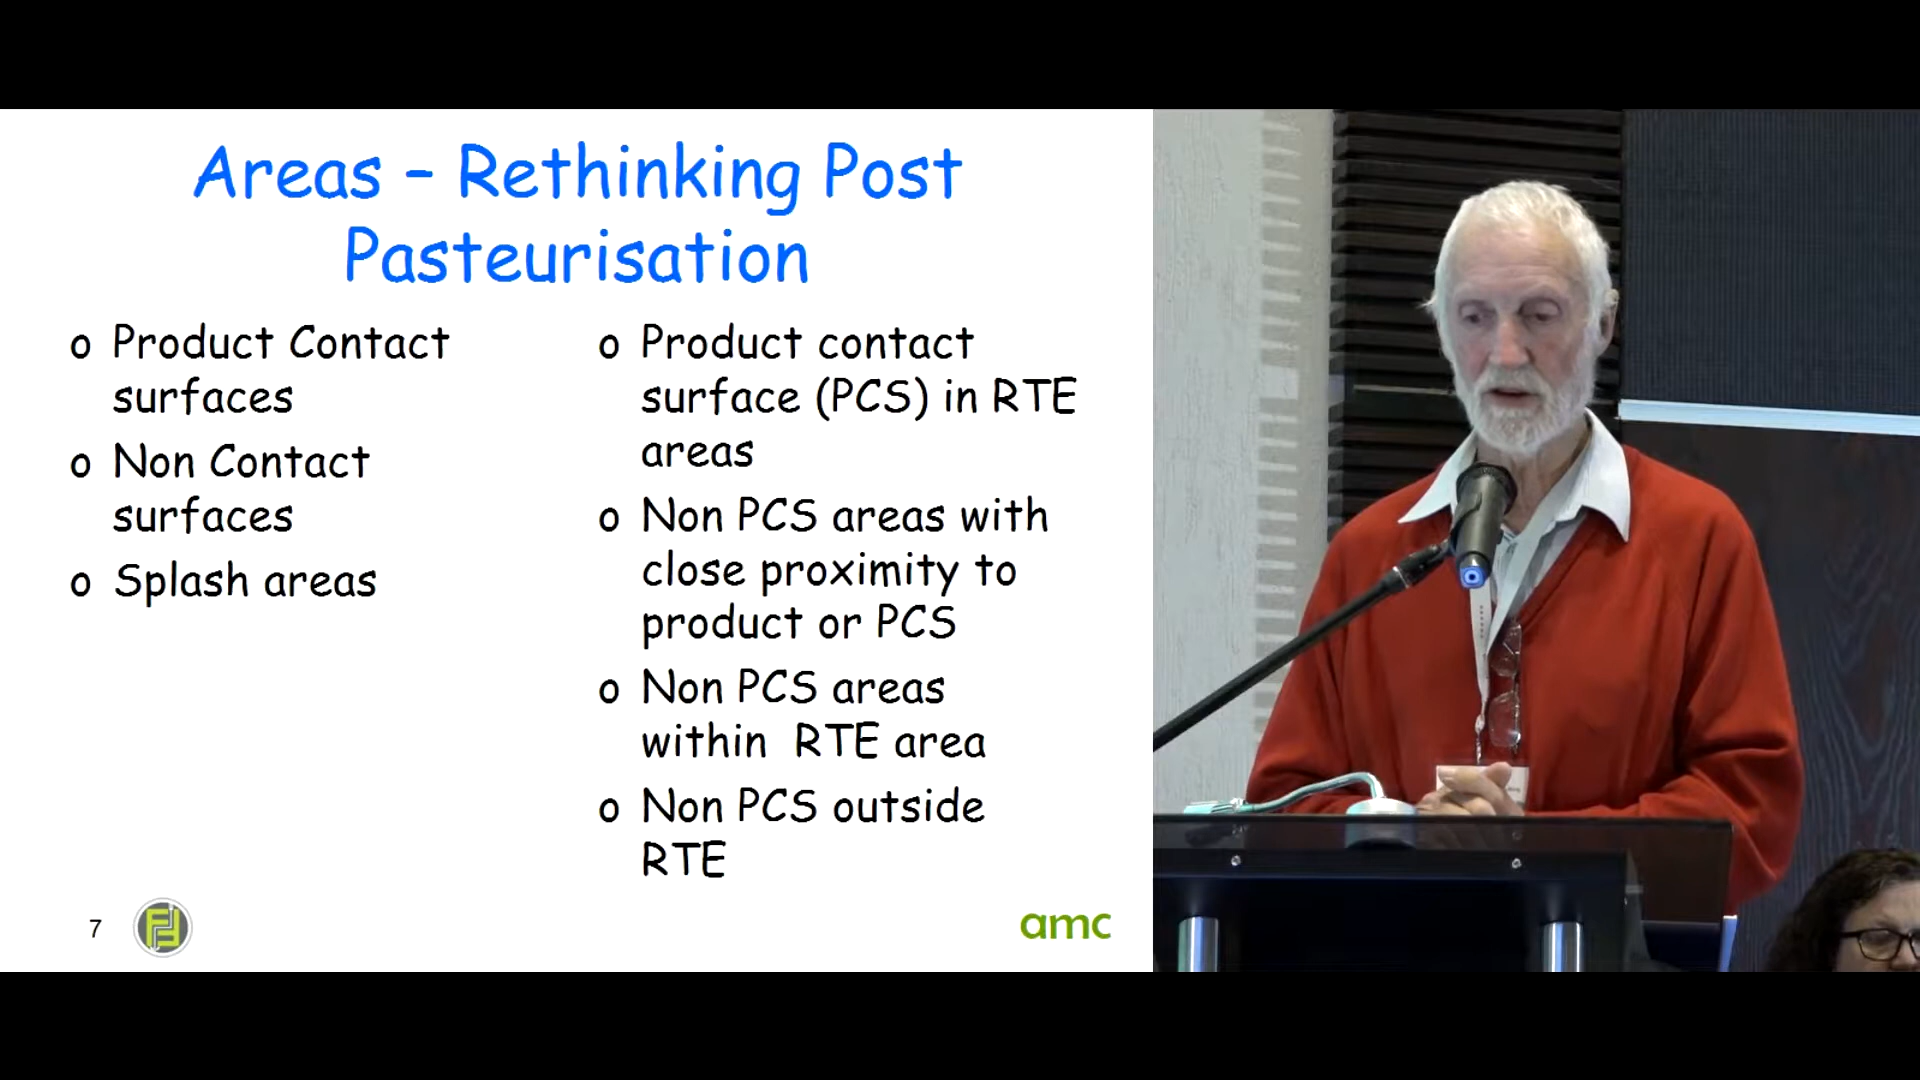 Areas – Rethinking Post
Pasteurisation
o Product Contact
surfaces
o Non Contact
surfaces
o Splash areas
o Product contact
surface (PCS) in RTE
areas
o Non PCS areas with
close proximity to
product or PCS
o Non PCS areas
within RTE area
o Non PCS outside
RTE
7
amc